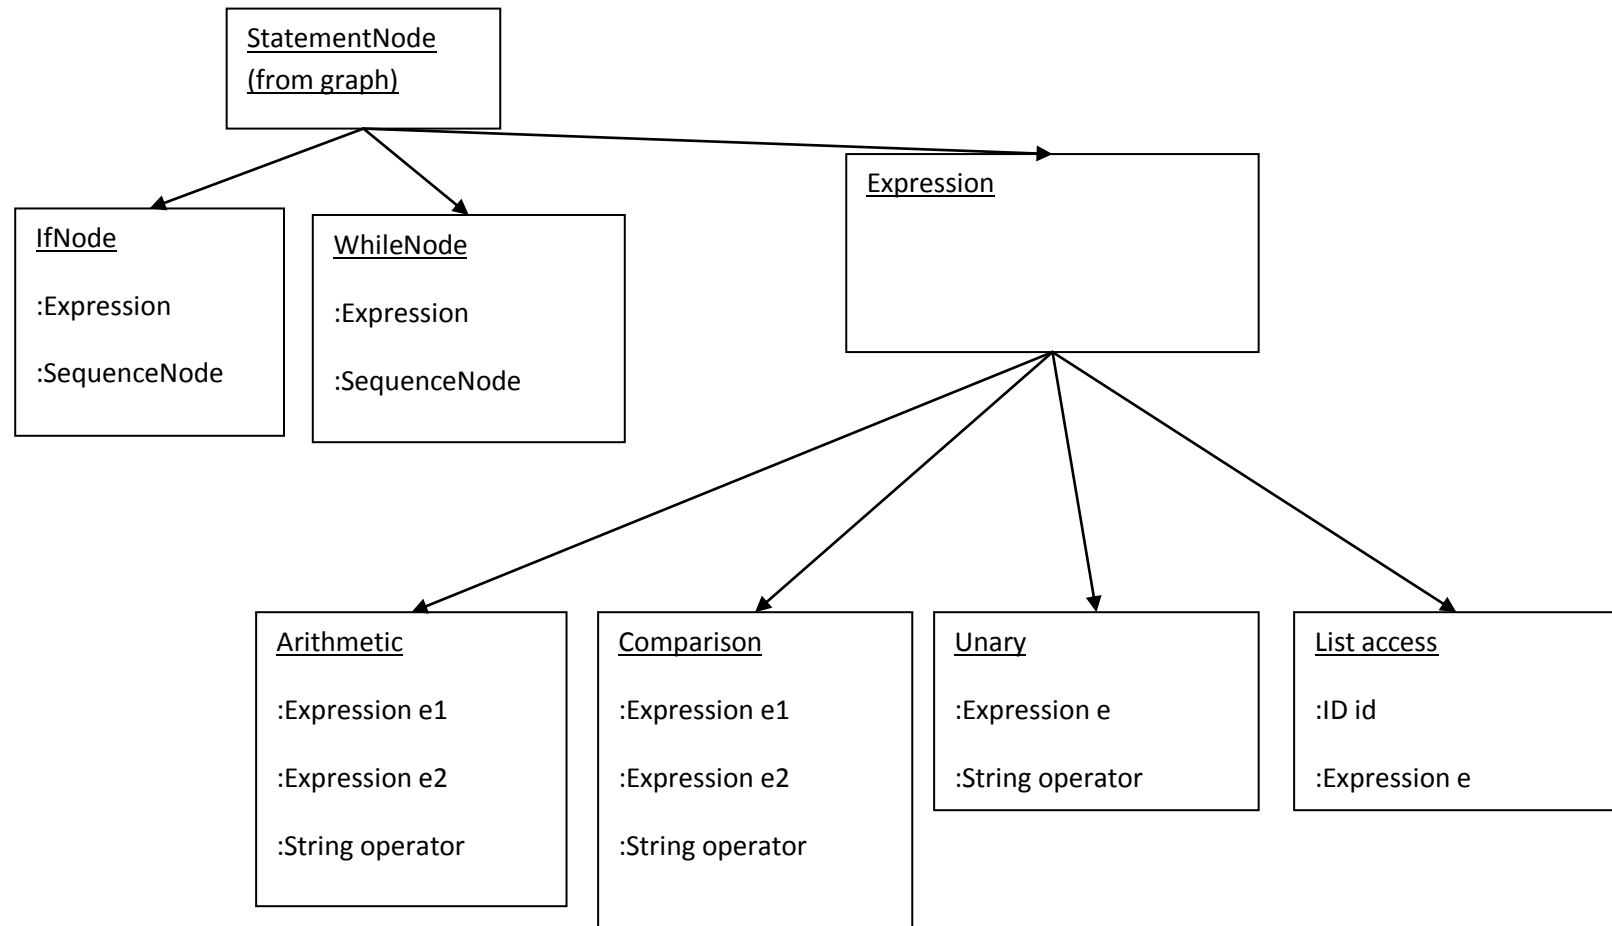 StatementNode
(from graph)
Expression
IfNode
:Expression
:SequenceNode
WhileNode
:Expression
:SequenceNode
Arithmetic
:Expression e1
:Expression e2
:String operator
Comparison
:Expression e1
:Expression e2
:String operator
Unary
:Expression e
:String operator
List access
:ID id
:Expression e